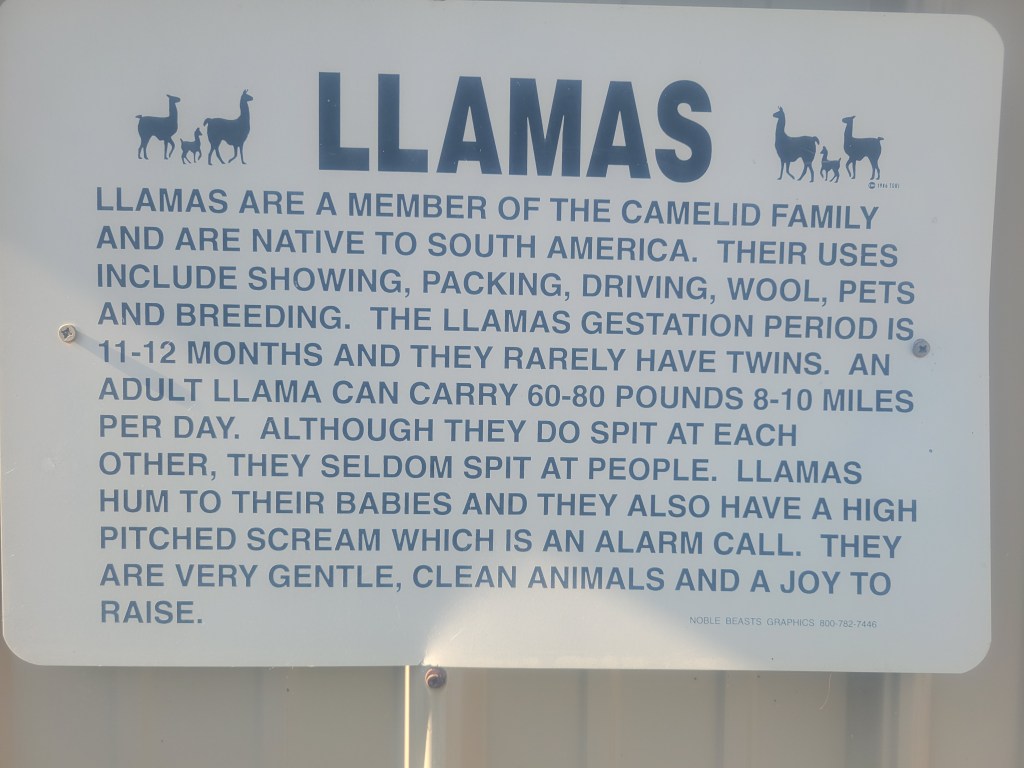 LLAMAS
LLAMAS ARE A MEMBER OF THE CAMELID FAMILY
AND ARE NATIVE TO SOUTH AMERICA. THEIR USES
INCLUDE SHOWING, PACKING, DRIVING, WOOL, PETS
AND BREEDING. THE LLAMAS GESTATION PERIOD IS
11-12 MONTHS AND THEY RARELY HAVE TWINS. AN
ADULT LLAMA CAN CARRY 60-80 POUNDS 8-10 MILES
PER DAY. ALTHOUGH THEY DO SPIT AT EACH
OTHER, THEY SELDOM SPIT AT PEOPLE. LLAMAS
HUM TO THEIR BABIES AND THEY ALSO HAVE A HIGH
PITCHED SCREAM WHICH IS AN ALARM CALL. THEY
ARE VERY GENTLE, CLEAN ANIMALS AND A JOY TO
RAISE.
NOBLE BEASTS GRAPHICS 800-782-7446